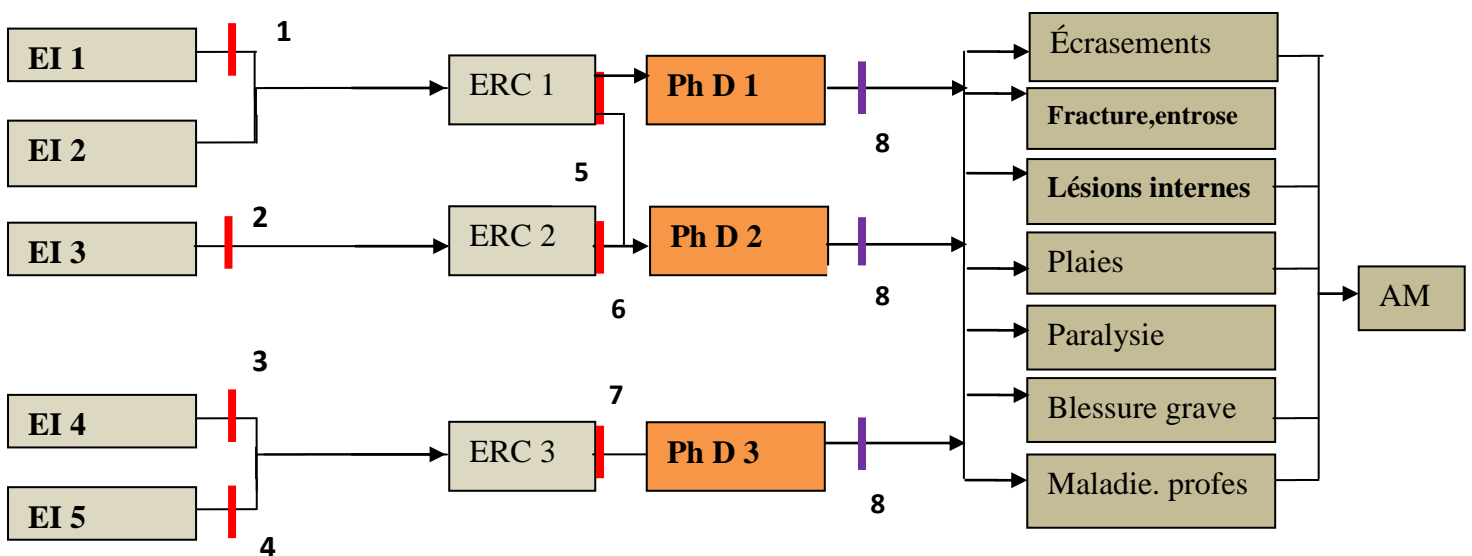 EI 1
1
EI 2
EI 3
2
EI 4
3
EI 5
4
ERC 1
5
ERC 2
6
ERC 3
7
Ph D 1
8
Ph D 2
8
Ph D 3
8
Écrasements
Fracture,entrose
Lésions internes
Plaies
Paralysie
Blessure grave
Maladie. profes
AM